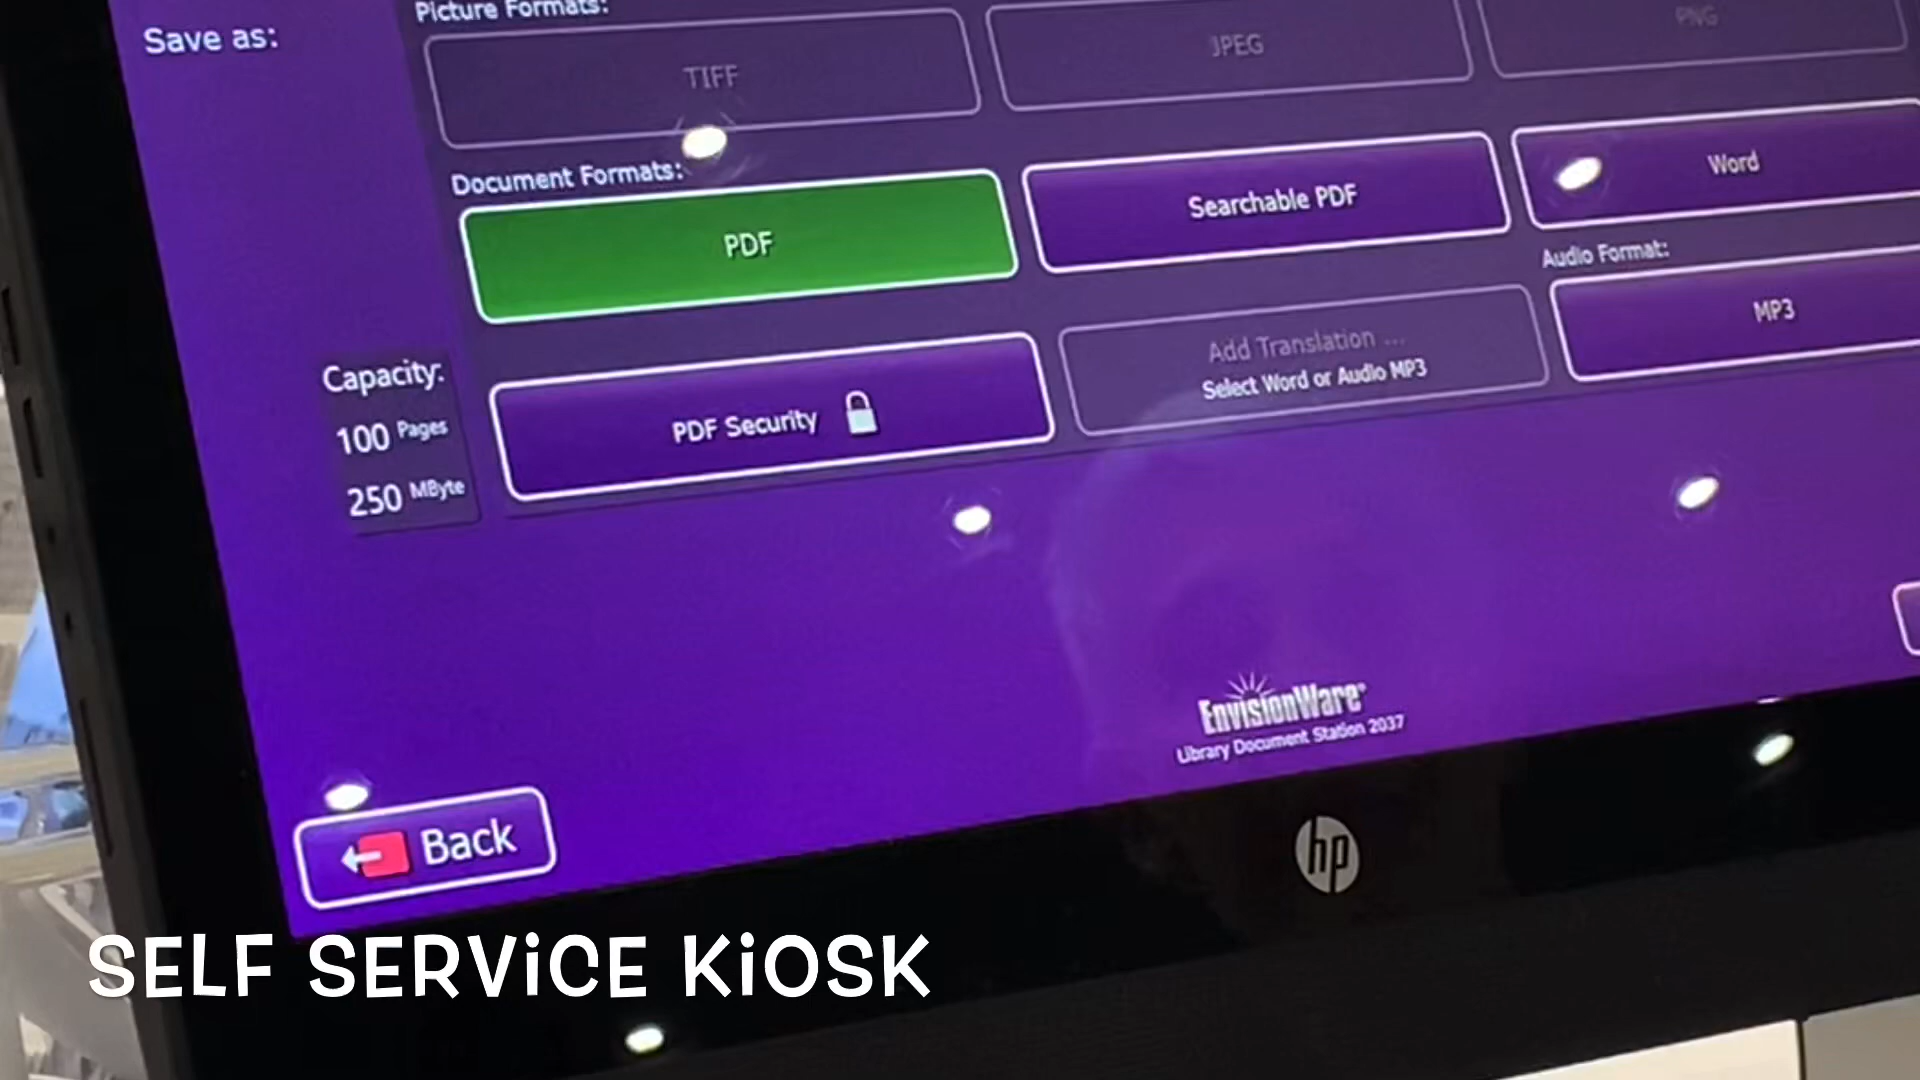 Save as:
Picture Formats:
TIFF
JPEG
PNG
Document Formats:
PDF
Searchable PDF
Word
Audio Format:
MP3
Capacity:
100 Pages
250 MByte
PDF Security
Add Translation ...
Select Word or Audio MP3
EnvisionWare®
Library Document Station 2037
Back
hp
SELF SERVICE KIOSK